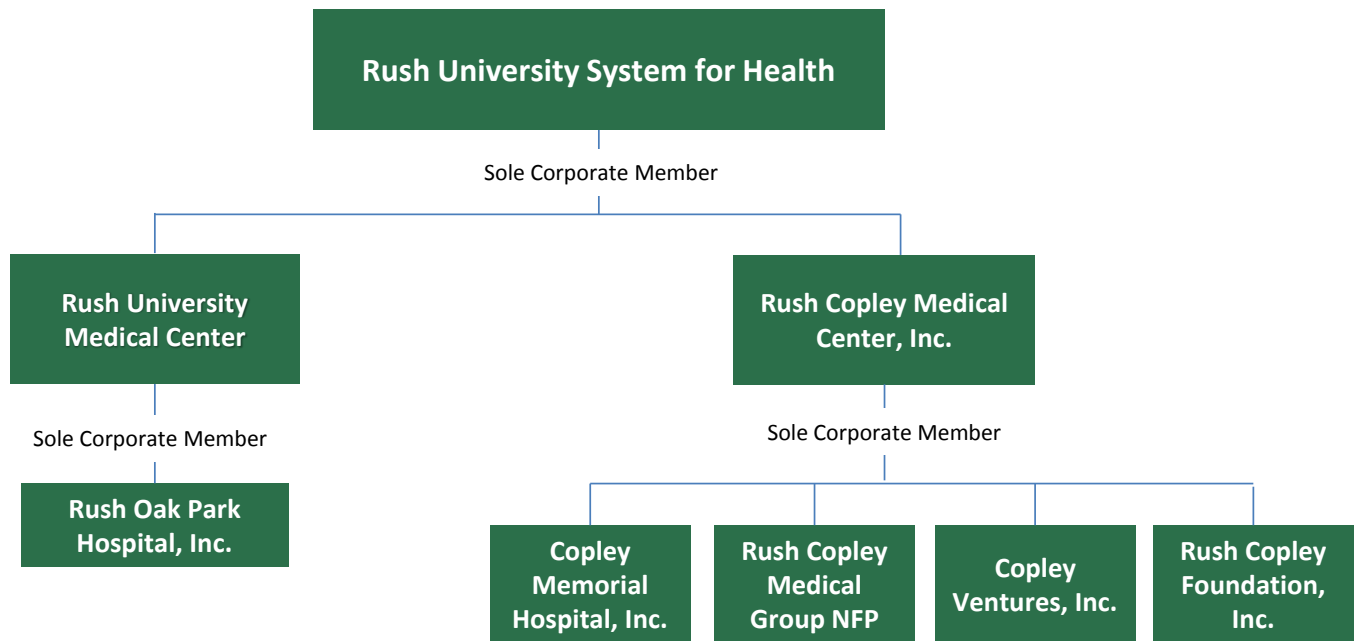 Rush University System for Health
Sole Corporate Member
Rush University
Medical Center
Rush Copley Medical
Center, Inc.
Sole Corporate Member
Sole Corporate Member
Rush Oak Park
Hospital, Inc.
Copley
Memorial
Hospital, Inc.
Rush Copley
Medical
Group NFP
Copley
Ventures, Inc.
Rush Copley
Foundation,
Inc.